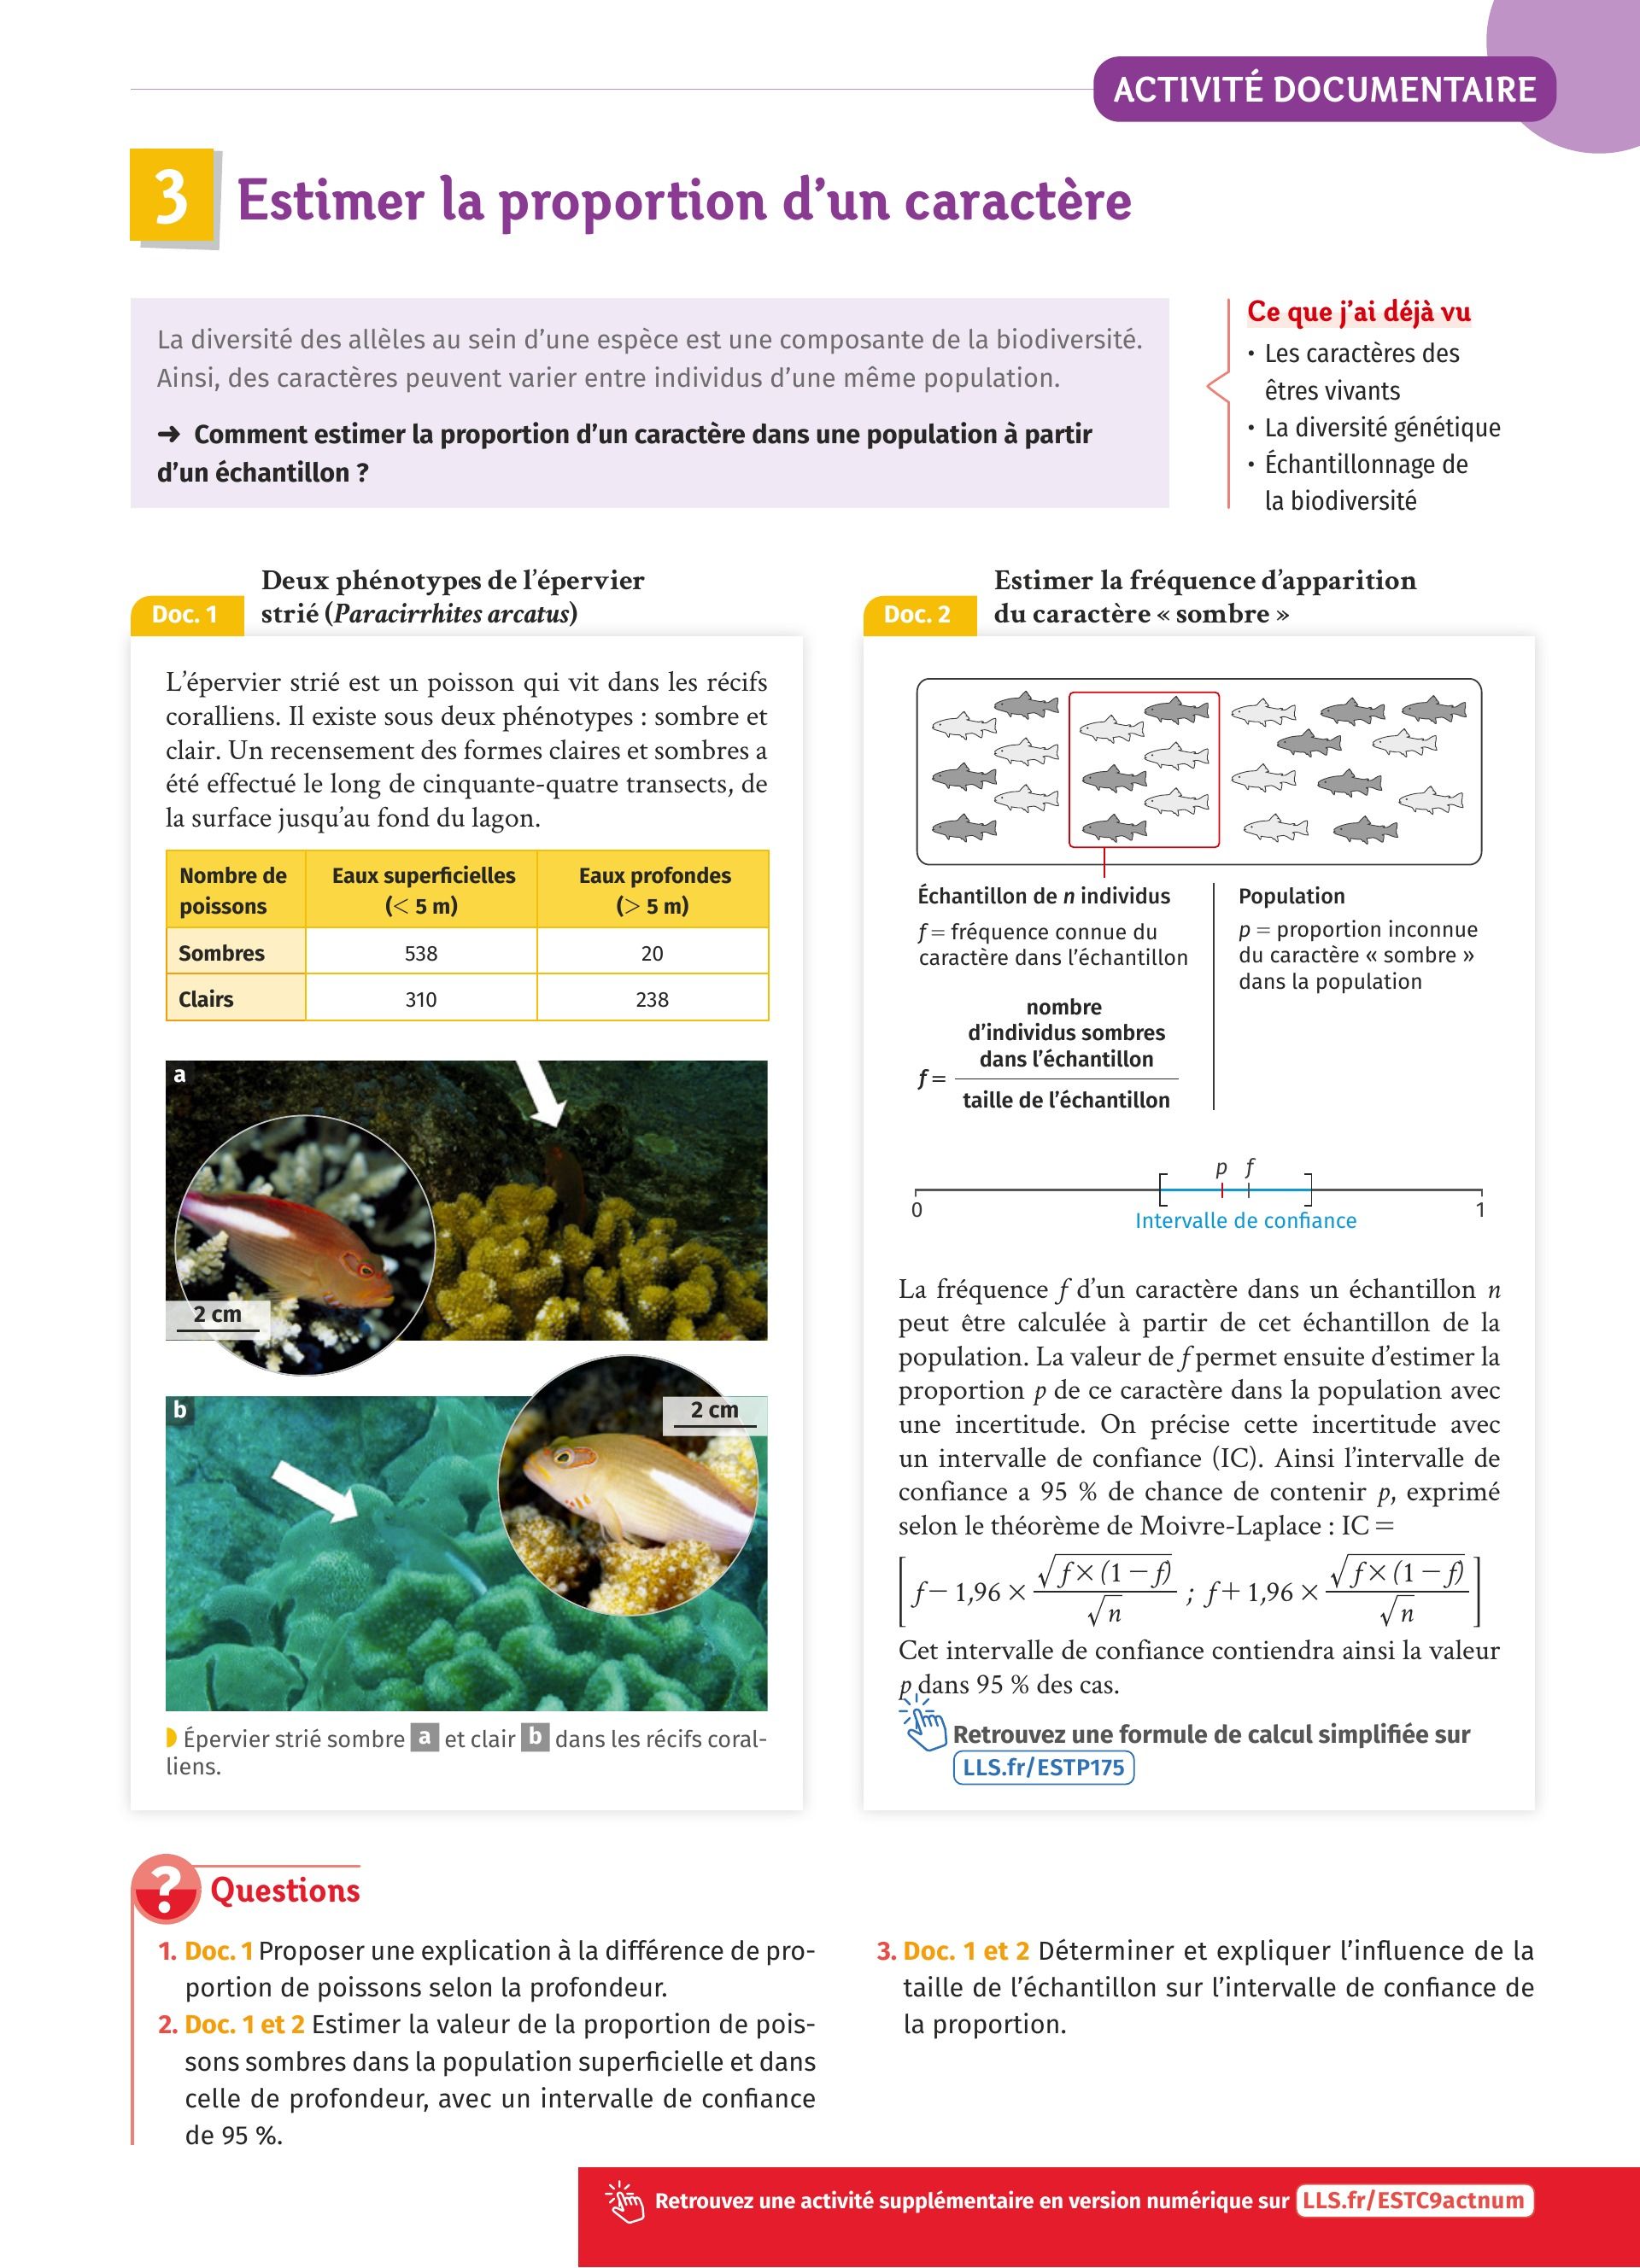 ACTIVITÉ DOCUMENTAIRE
3 Estimer la proportion d’un caractère
La diversité des allèles au sein d’une espèce est une composante de la biodiversité.
Ainsi, des caractères peuvent varier entre individus d’une même population.
➜ Comment estimer la proportion d’un caractère dans une population à partir
d’un échantillon ?
Ce que j’ai déjà vu
• Les caractères des
êtres vivants
• La diversité génétique
• Échantillonnage de
la biodiversité
Doc. 1
Deux phénotypes de l’épervier
strié (Paracirrhites arcatus)
L’épervier strié est un poisson qui vit dans les récifs
coralliens. Il existe sous deux phénotypes : sombre et
clair. Un recensement des formes claires et sombres a
été effectué le long de cinquante-quatre transects, de
la surface jusqu’au fond du lagon.
Nombre de poissons | Eaux superficielles (< 5 m) | Eaux profondes (> 5 m)
Sombres | 538 | 20
Clairs | 310 | 238
a
2 cm
b
2 cm
Épervier strié sombre a et clair b dans les récifs coral-
liens.
Doc. 2
Estimer la fréquence d’apparition
du caractère « sombre »
Échantillon de n individus
f = fréquence connue du
caractère dans l’échantillon
nombre
d’individus sombres
dans l’échantillon
f =
taille de l’échantillon
Population
p = proportion inconnue
du caractère « sombre »
dans la population
p f
0 1
Intervalle de confiance
La fréquence f d’un caractère dans un échantillon n
peut être calculée à partir de cet échantillon de la
population. La valeur de f permet ensuite d’estimer la
proportion p de ce caractère dans la population avec
une incertitude. On précise cette incertitude avec
un intervalle de confiance (IC). Ainsi l’intervalle de
confiance a 95 % de chance de contenir p, exprimé
selon le théorème de Moivre-Laplace : IC =
[f − 1,96 × √(f × (1 − f)) / √n ; f + 1,96 × √(f × (1 − f)) / √n]
Cet intervalle de confiance contiendra ainsi la valeur
p dans 95 % des cas.
Retrouvez une formule de calcul simplifiée sur
LLS.fr/ESTP175
? Questions
1. Doc. 1 Proposer une explication à la différence de pro-
portion de poissons selon la profondeur.
2. Doc. 1 et 2 Estimer la valeur de la proportion de pois-
sons sombres dans la population superficielle et dans
celle de profondeur, avec un intervalle de confiance
de 95 %.
3. Doc. 1 et 2 Déterminer et expliquer l’influence de la
taille de l’échantillon sur l’intervalle de confiance de
la proportion.
Retrouvez une activité supplémentaire en version numérique sur LLS.fr/ESTC9actnum